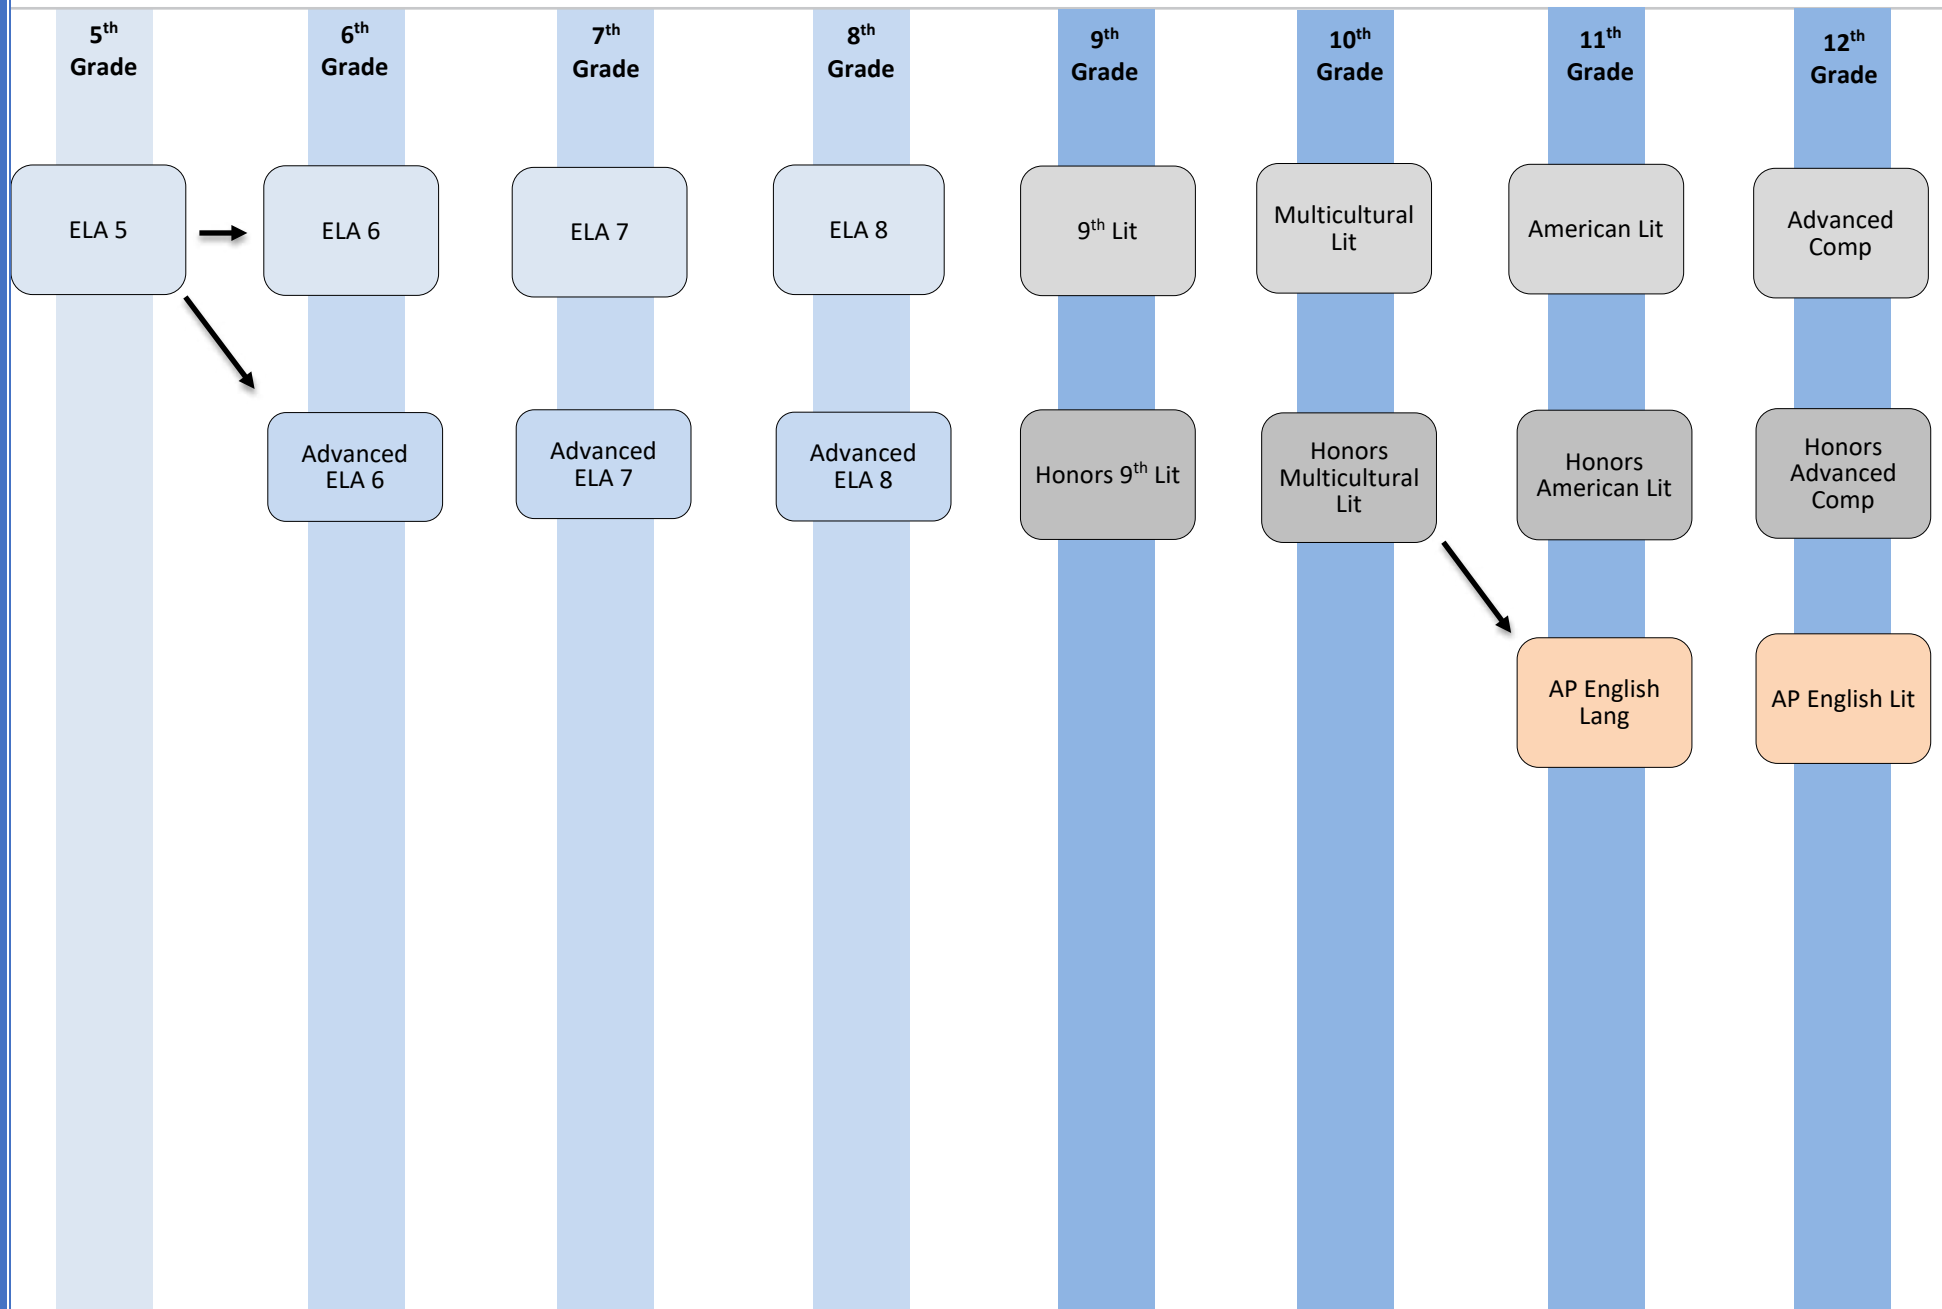 5th
Grade
6th
Grade
7th
Grade
8th
Grade
9th
Grade
10th
Grade
11th
Grade
12th
Grade
ELA 5
ELA 6
ELA 7
ELA 8
9th Lit
Multicultural
Lit
American Lit
Advanced
Comp
Advanced
ELA 6
Advanced
ELA 7
Advanced
ELA 8
Honors 9th Lit
Honors
Multicultural
Lit
Honors
American Lit
Honors
Advanced
Comp
AP English
Lang
AP English Lit